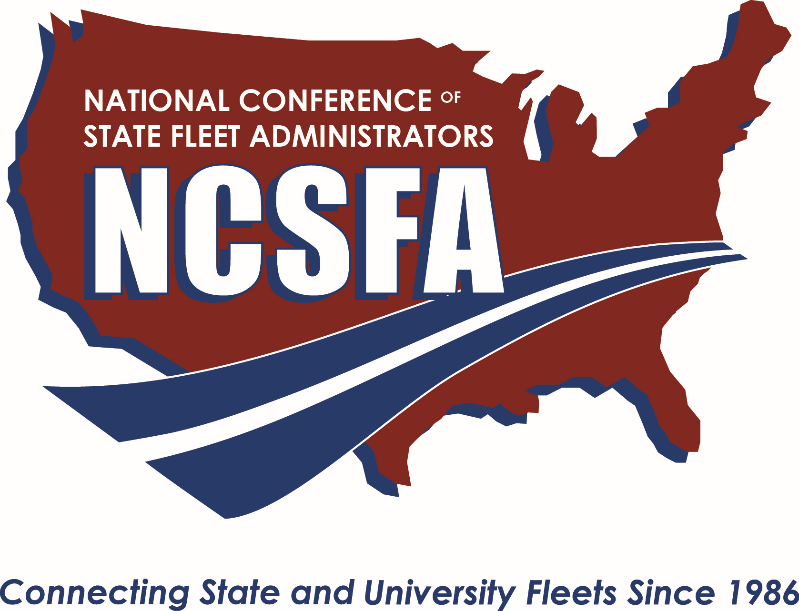 NATIONAL CONFERENCE OF
STATE FLEET ADMINISTRATORS
NCSFA
Connecting State and University Fleets Since 1986